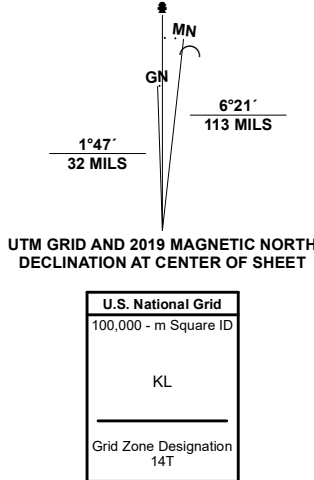 MN
GN
6°21´
113 MILS
1°47´
32 MILS
UTM GRID AND 2019 MAGNETIC NORTH
DECLINATION AT CENTER OF SHEET
U.S. National Grid
100,000 - m Square ID
KL
Grid Zone Designation
14T